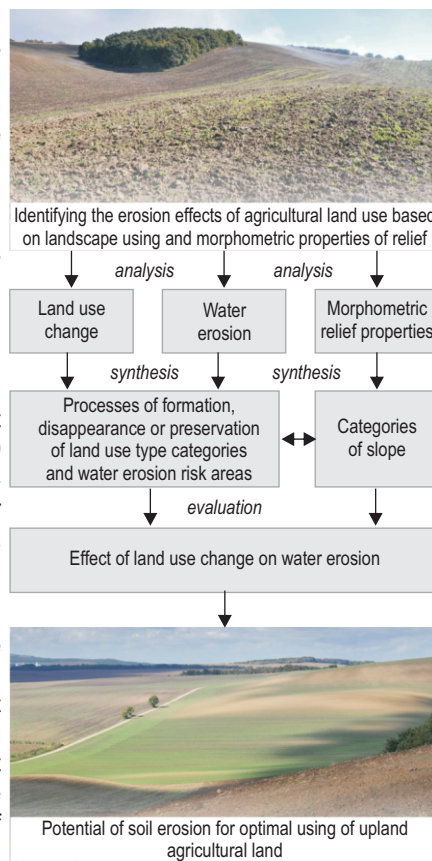 Identifying the erosion effects of agricultural land use based
on landscape using and morphometric properties of relief
analysis analysis
Land use
change
Water
erosion
Morphometric
relief properties
synthesis synthesis
Processes of formation,
disappearance or preservation
of land use type categories
and water erosion risk areas
Categories
of slope
evaluation
Effect of land use change on water erosion
Potential of soil erosion for optimal using of upland
agricultural land